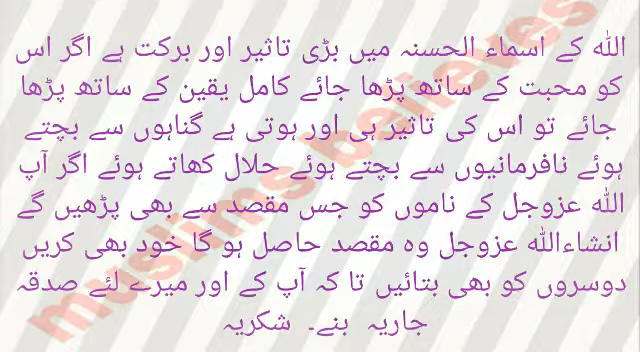 اللہ کے اسماء الحسنہ میں بڑی تاثیر اور برکت ہے اگر اس
کو محبت کے ساتھ پڑھا جائے کامل یقین کے ساتھ پڑھا
جائے تو اس کی تاثیر ہی اور ہوتی ہے گناہوں سے بچتے
ہوئے نافرمانیوں سے بچتے ہوئے حلال کھاتے ہوئے اگر آپ
اللہ عزوجل کے ناموں کو جس مقصد سے بھی پڑھیں گے
انشاءاللہ عزوجل وہ مقصد حاصل ہو گا خود بھی کریں
دوسروں کو بھی بتائیں تا کہ آپ کے اور میرے لئے صدقہ
جاریہ بنے۔ شکریہ
muslims believes